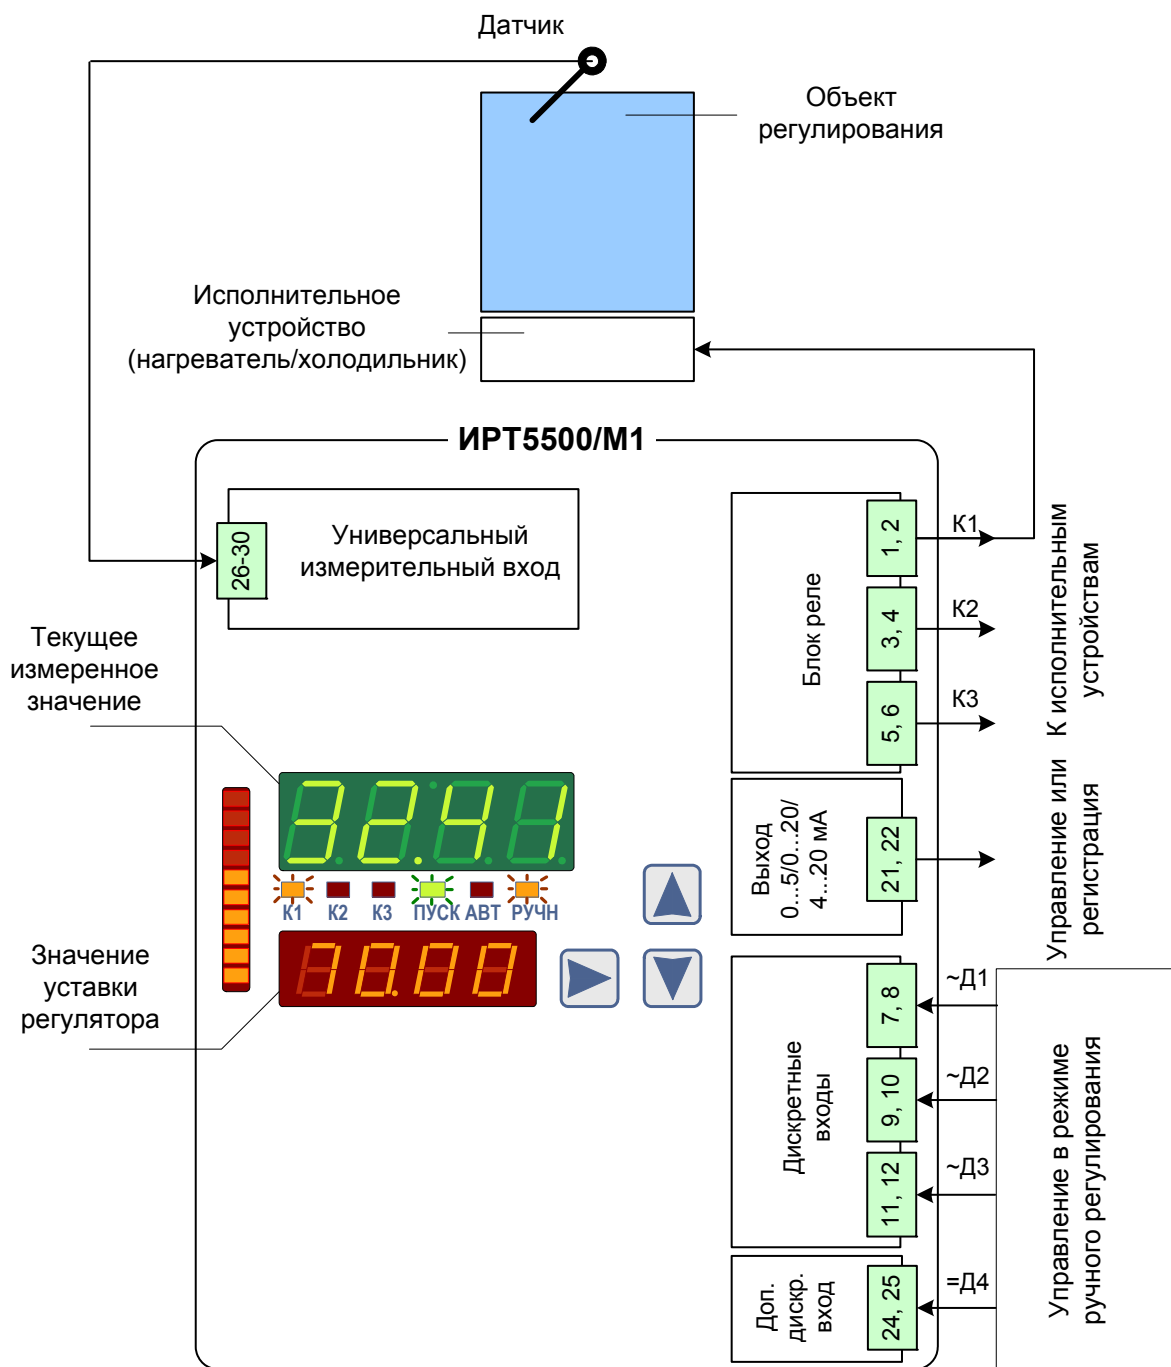 Датчик
Объект
регулирования
Исполнительное
устройство
(нагреватель/холодильник)
ИРТ5500/М1
Универсальный
измерительный вход
26-30
Блок реле
1, 2
3, 4
5, 6
К1
К2
К3
К исполнительным
устройствам
Текущее
измеренное
значение
32.41
К1 К2 К3 ПУСК АВТ РУЧН
70.00
Значение
уставки
регулятора
Выход
0...5/0...20/
4...20 мА
21, 22
Управление или
регистрация
Дискретные
входы
7, 8
9, 10
11, 12
~Д1
~Д2
~Д3
Доп.
дискр.
вход
24, 25
=Д4
Управление в режиме
ручного регулирования